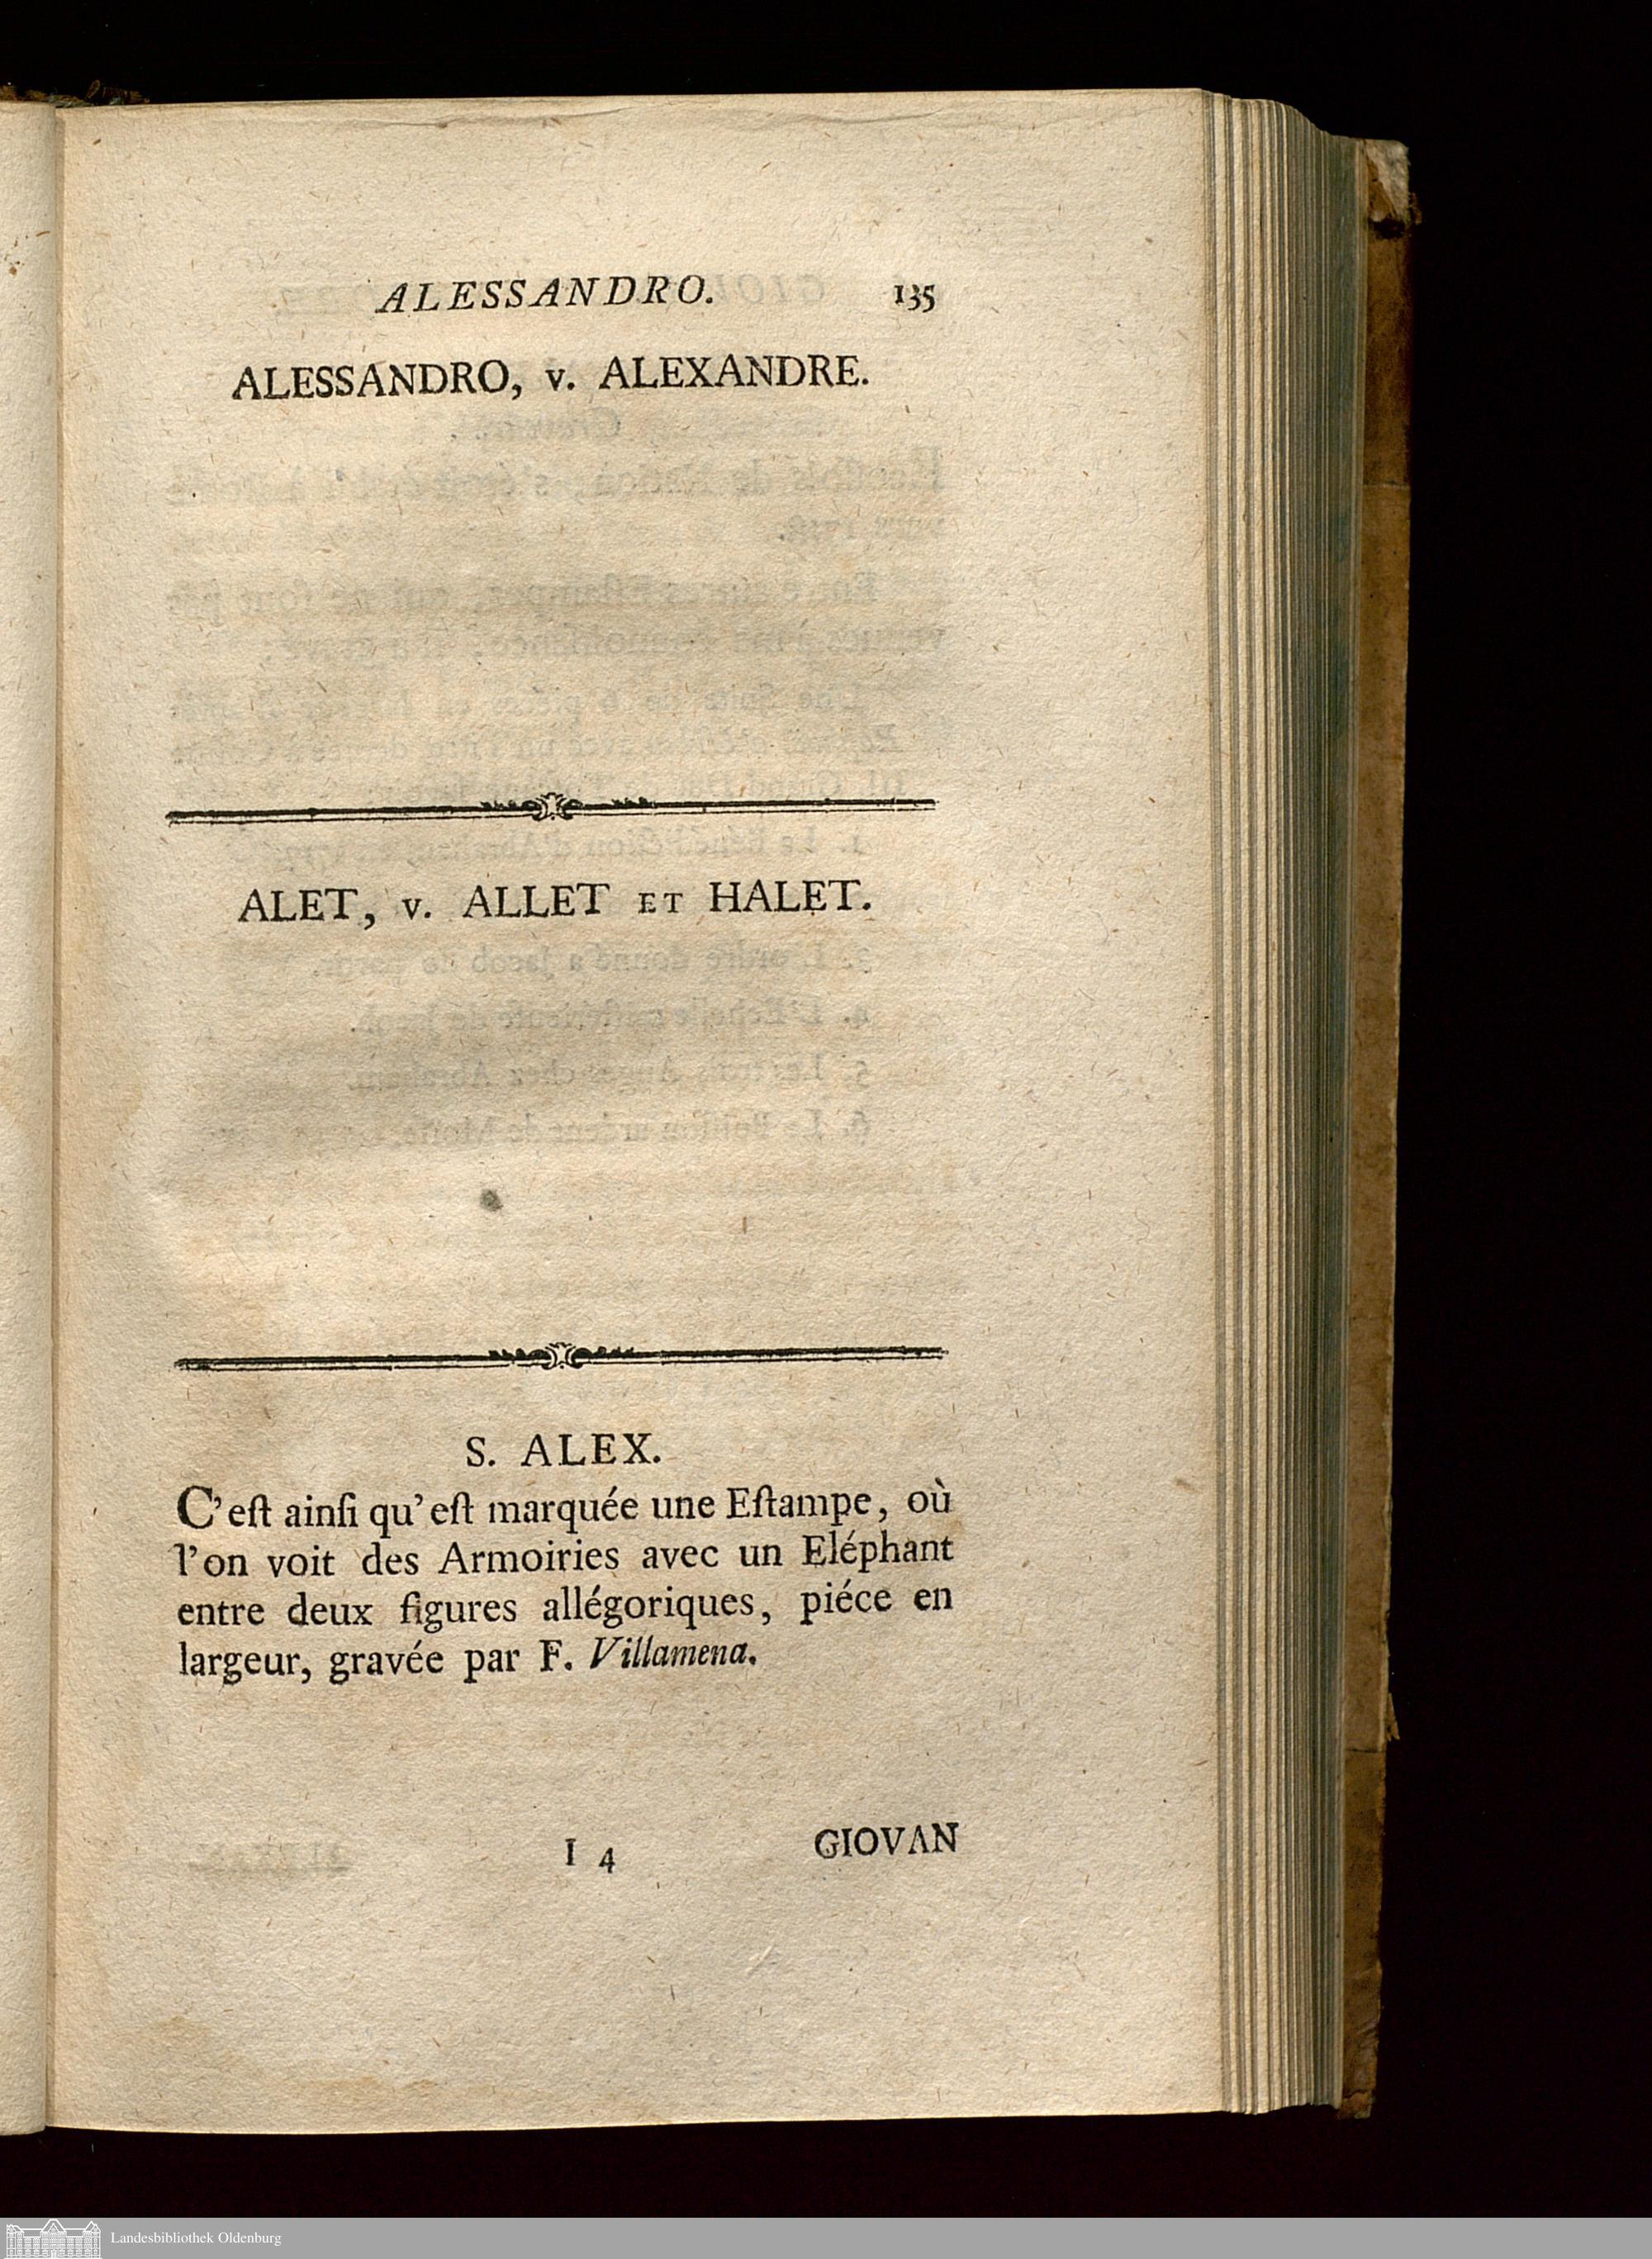 ALESSANDRO. 135
ALESSANDRO, v. ALEXANDRE.
ALET, v. ALLET ET HALET.
S. ALEX.
C'eſt ainſi qu'eſt marquée une Eſtampe, où
l'on voit des Armoiries avec un Eléphant
entre deux figures allégoriques, piéce en
largeur, gravée par F. Villamena.
I 4 GIOVAN
Landesbibliothek Oldenburg